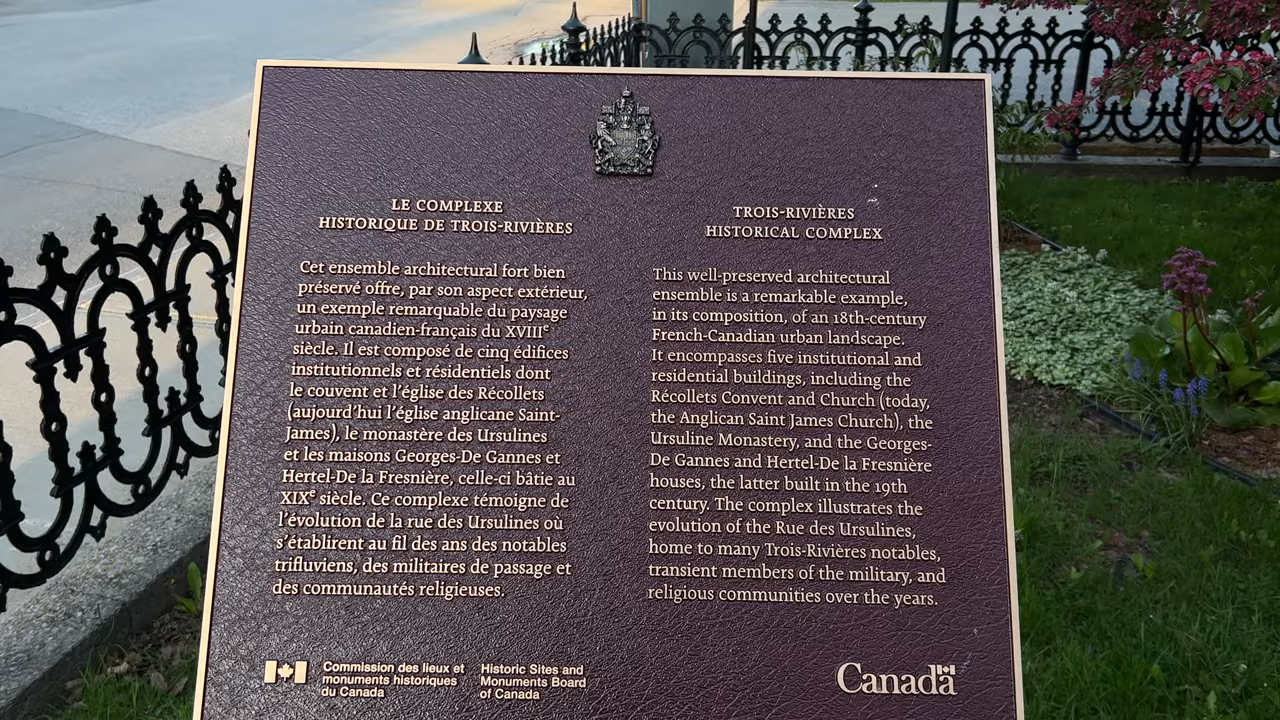 LE COMPLEXE
HISTORIQUE DE TROIS-RIVIÈRES
Cet ensemble architectural fort bien
préservé offre, par son aspect extérieur,
un exemple remarquable du paysage
urbain canadien-français du XVIIIe
siècle. Il est composé de cinq édifices
institutionnels et résidentiels dont
le couvent et l'église des Récollets
(aujourd'hui l'église anglicane Saint-
James), le monastère des Ursulines
et les maisons Georges-De Gannes et
Hertel-De la Fresnière, celle-ci bâtie au
XIXe siècle. Ce complexe témoigne de
l'évolution de la rue des Ursulines où
s'établirent au fil des ans des notables
trifluviens, des militaires de passage et
des communautés religieuses.
TROIS-RIVIÈRES
HISTORICAL COMPLEX
This well-preserved architectural
ensemble is a remarkable example,
in its composition, of an 18th-century
French-Canadian urban landscape.
It encompasses five institutional and
residential buildings, including the
Récollets Convent and Church (today,
the Anglican Saint James Church), the
Ursuline Monastery, and the Georges-
De Gannes and Hertel-De la Fresnière
houses, the latter built in the 19th
century. The complex illustrates the
evolution of the Rue des Ursulines,
home to many Trois-Rivières notables,
transient members of the military, and
religious communities over the years.
Commission des lieux et
monuments historiques
du Canada
Historic Sites and
Monuments Board
of Canada
Canada